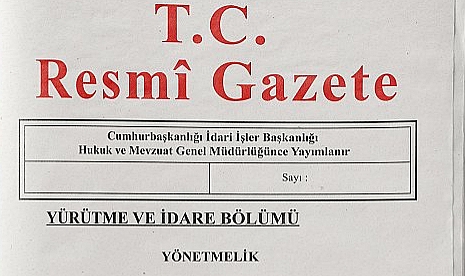 T.C.
Resmî Gazete
Cumhurbaşkanlığı İdari İşler Başkanlığı
Hukuk ve Mevzuat Genel Müdürlüğünce Yayımlanır
Sayı :
YÜRÜTME VE İDARE BÖLÜMÜ
YÖNETMELİK